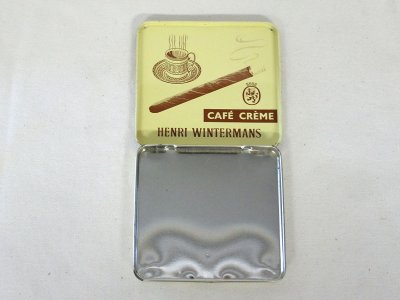 CAFÉ CRÈME
HENRI WINTERMANS